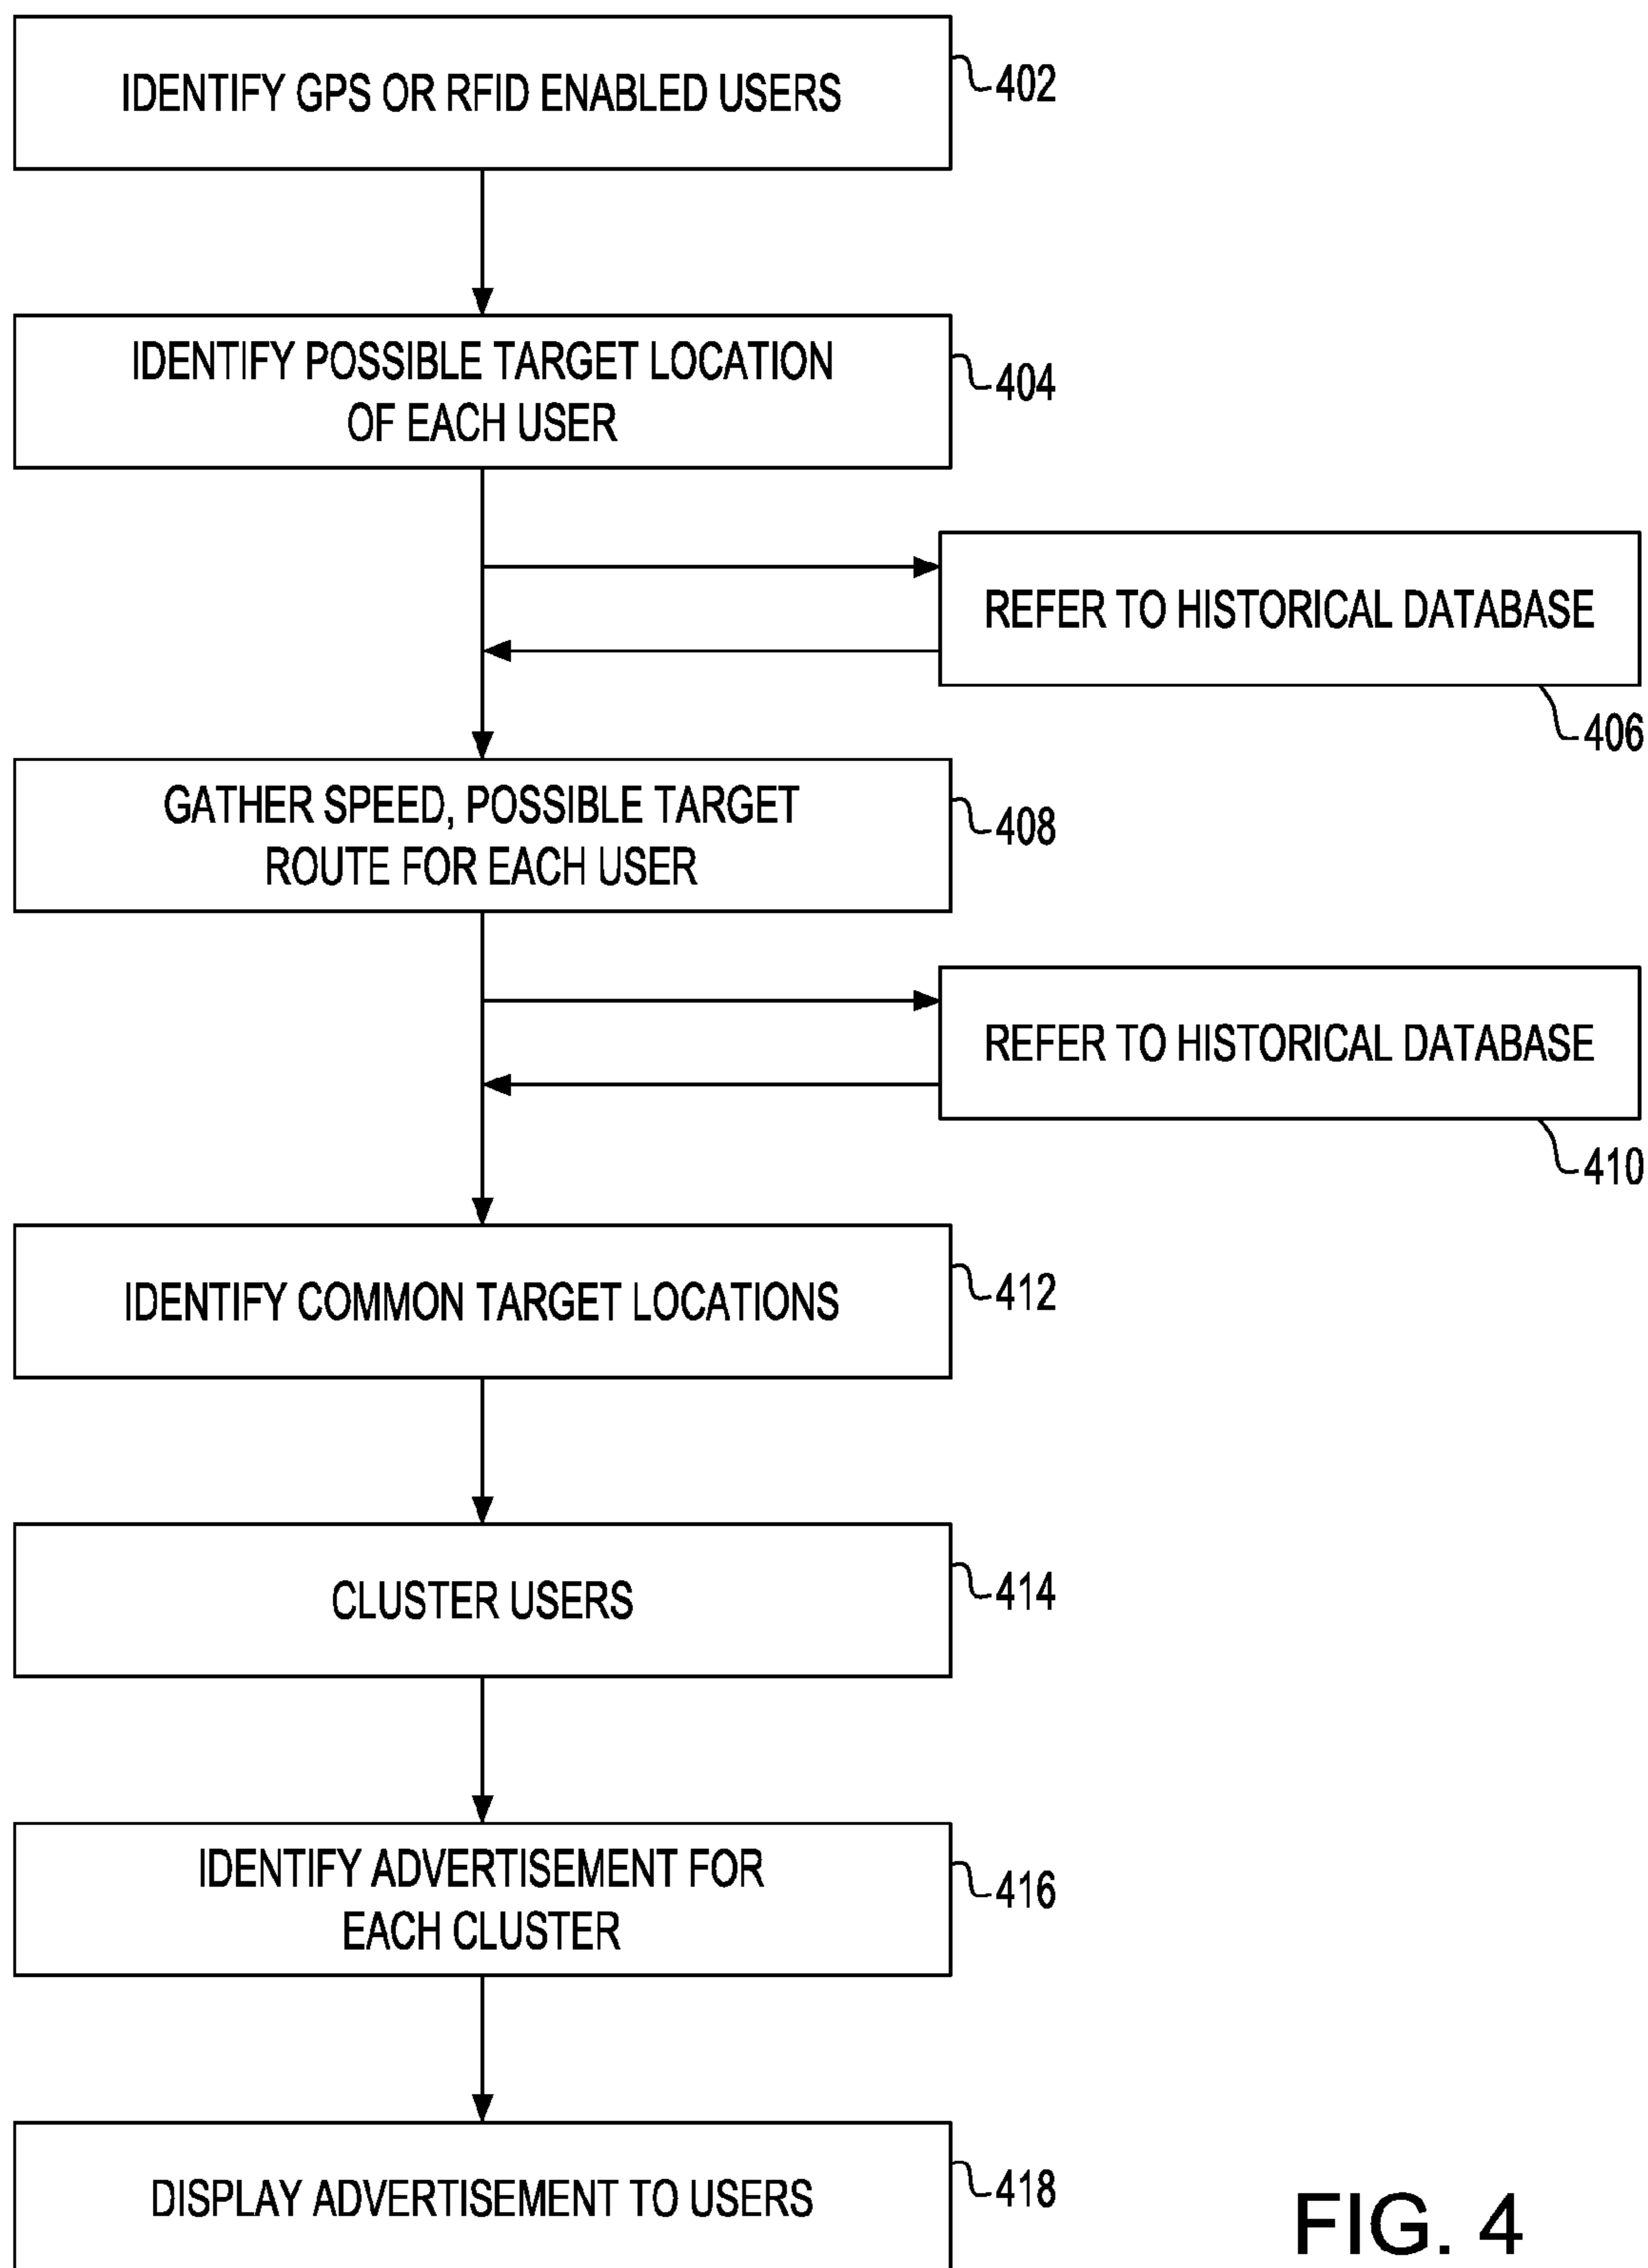 IDENTIFY GPS OR RFID ENABLED USERS
402
IDENTIFY POSSIBLE TARGET LOCATION
OF EACH USER
404
REFER TO HISTORICAL DATABASE
406
GATHER SPEED, POSSIBLE TARGET
ROUTE FOR EACH USER
408
REFER TO HISTORICAL DATABASE
410
IDENTIFY COMMON TARGET LOCATIONS
412
CLUSTER USERS
414
IDENTIFY ADVERTISEMENT FOR
EACH CLUSTER
416
DISPLAY ADVERTISEMENT TO USERS
418
FIG. 4